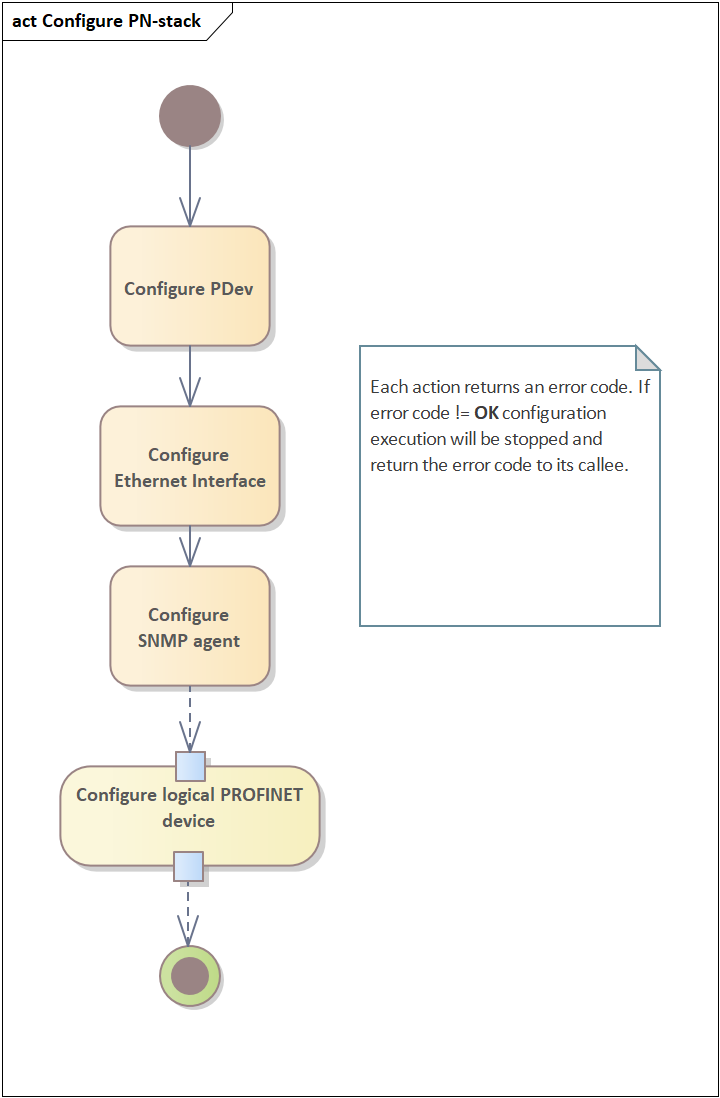 act Configure PN-stack
Configure PDev
Configure
Ethernet Interface
Configure
SNMP agent
Configure logical PROFINET
device
Each action returns an error code. If
error code != OK configuration
execution will be stopped and
return the error code to its callee.